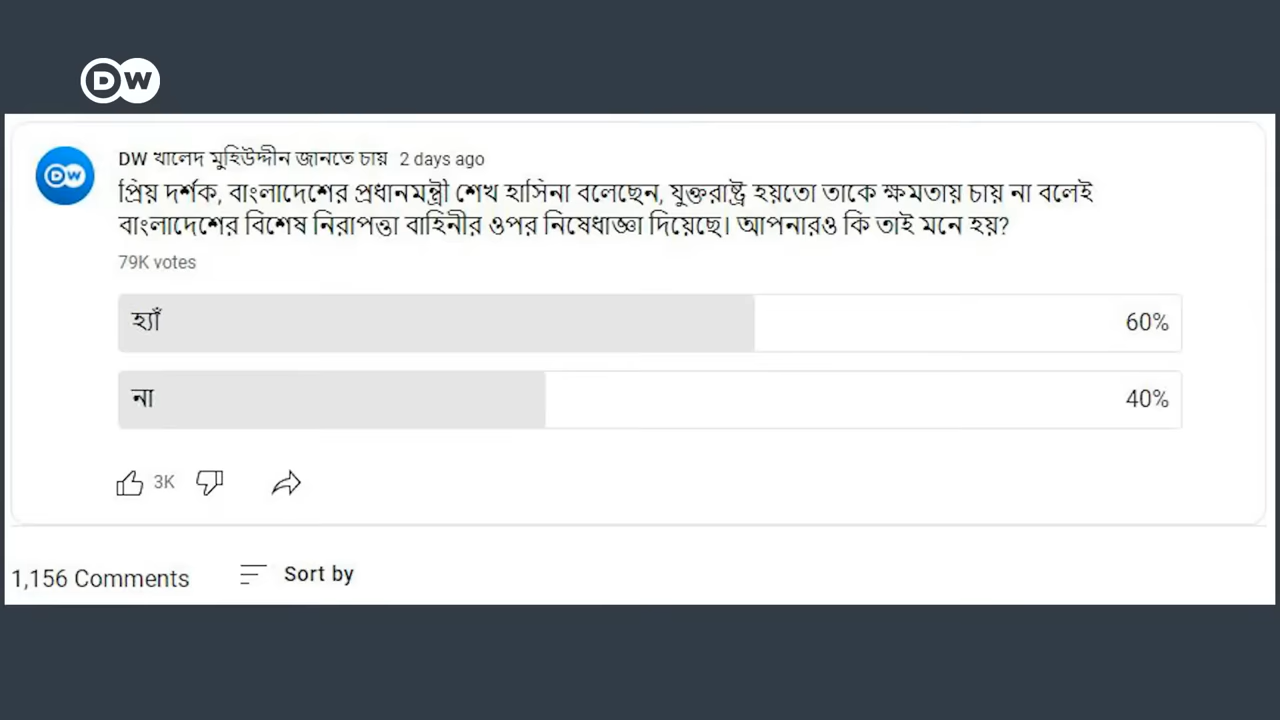 DW
DW
DW খালেদ মুহিউদ্দীন জানতে চায় 2 days ago
প্রিয় দর্শক, বাংলাদেশের প্রধানমন্ত্রী শেখ হাসিনা বলেছেন, যুক্তরাষ্ট্র হয়তো তাকে ক্ষমতায় চায় না বলেই
বাংলাদেশের বিশেষ নিরাপত্তা বাহিনীর ওপর নিষেধাজ্ঞা দিয়েছে। আপনারও কি তাই মনে হয়?
79K votes
হ্যাঁ 60%
না 40%
3K
1,156 Comments Sort by